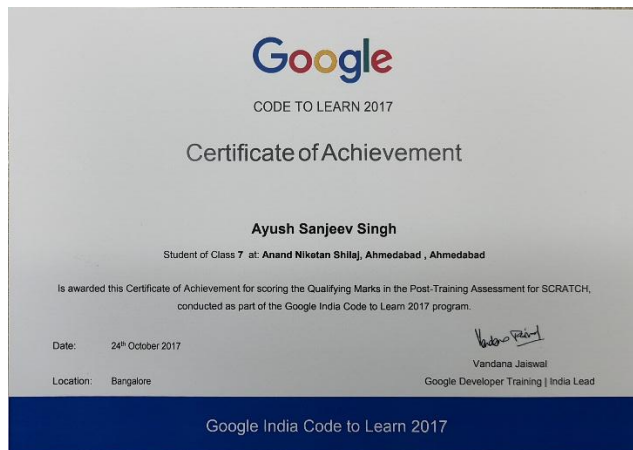 Google
CODE TO LEARN 2017
Certificate of Achievement
Ayush Sanjeev Singh
Student of Class 7 at: Anand Niketan Shilaj, Ahmedabad , Ahmedabad
Is awarded this Certificate of Achievement for scoring the Qualifying Marks in the Post-Training Assessment for SCRATCH,
conducted as part of the Google India Code to Learn 2017 program.
Date: 24th October 2017
Vandana Jaiswal
Location: Bangalore
Google Developer Training | India Lead
Google India Code to Learn 2017